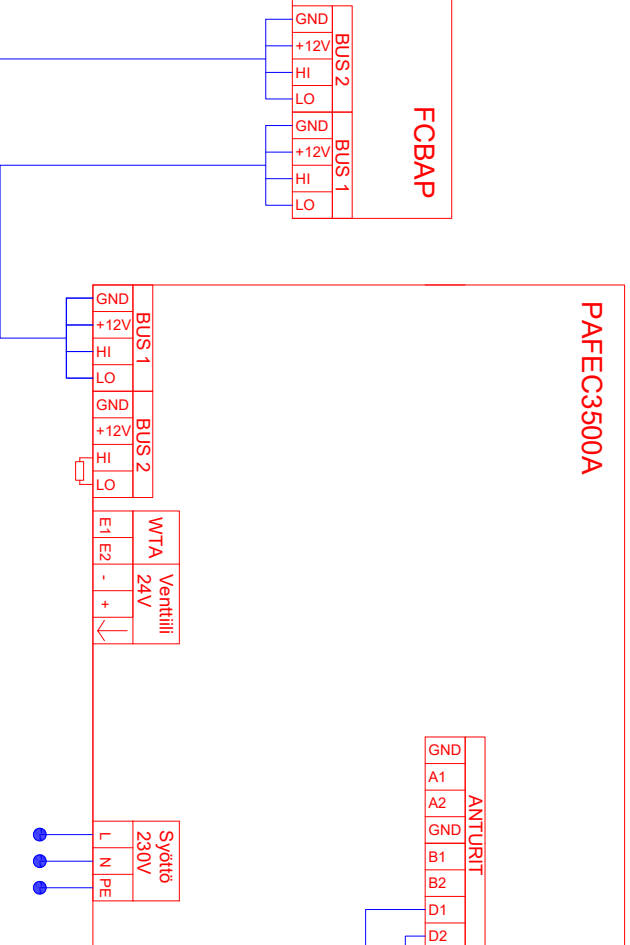 GND
+12V
HI
LO
BUS 2
GND
+12V
HI
LO
BUS 1
FCBAP
PAFEC3500A
GND
+12V
HI
LO
BUS 1
GND
+12V
HI
LO
BUS 2
E1
E2
WTA
-
+
Venttiili
24V
GND
A1
A2
GND
B1
B2
D1
D2
ANTURIT
L
N
PE
Syöttö
230V